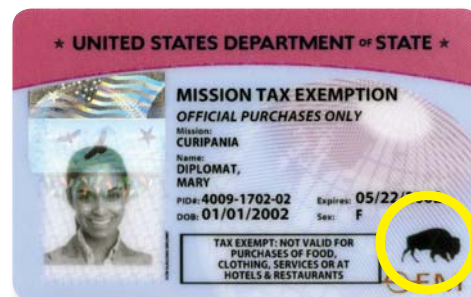 ★ UNITED STATES DEPARTMENT OF STATE ★
MISSION TAX EXEMPTION
OFFICIAL PURCHASES ONLY
Mission:
CURIPANIA
Name:
DIPLOMAT,
MARY
PID#: 4009-1702-02 Expires: 05/22/
DOB: 01/01/2002 Sex: F
TAX EXEMPT: NOT VALID FOR
PURCHASES OF FOOD,
CLOTHING, SERVICES OR AT
HOTELS & RESTAURANTS